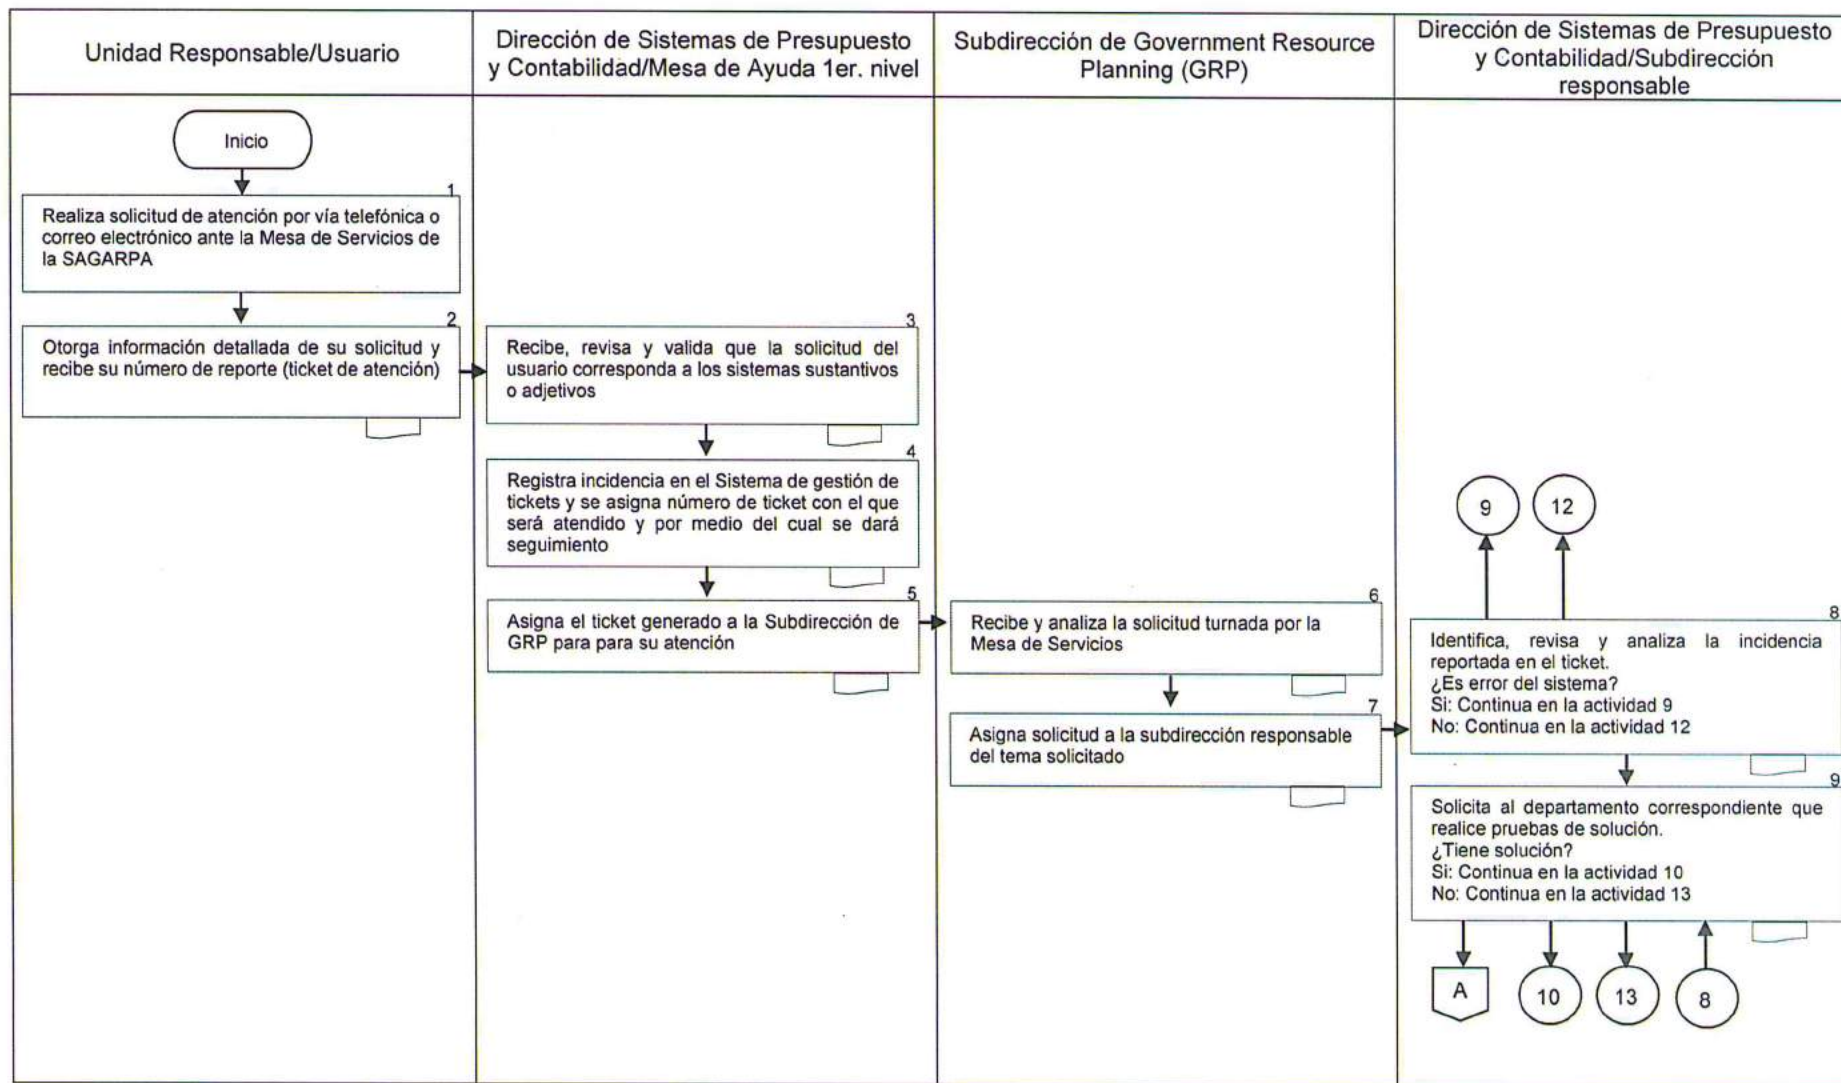 Unidad Responsable/Usuario
Dirección de Sistemas de Presupuesto
y Contabilidad/Mesa de Ayuda 1er. nivel
Subdirección de Government Resource
Planning (GRP)
Dirección de Sistemas de Presupuesto
y Contabilidad/Subdirección
responsable
Inicio
1
Realiza solicitud de atención por vía telefónica o
correo electrónico ante la Mesa de Servicios de
la SAGARPA
2
Otorga información detallada de su solicitud y
recibe su número de reporte (ticket de atención)
3
Recibe, revisa y valida que la solicitud del
usuario corresponda a los sistemas sustantivos
o adjetivos
4
Registra incidencia en el Sistema de gestión de
tickets y se asigna número de ticket con el que
será atendido y por medio del cual se dará
seguimiento
5
Asigna el ticket generado a la Subdirección de
GRP para para su atención
6
Recibe y analiza la solicitud turnada por la
Mesa de Servicios
7
Asigna solicitud a la subdirección responsable
del tema solicitado
9
12
8
Identifica, revisa y analiza la incidencia
reportada en el ticket.
¿Es error del sistema?
Si: Continua en la actividad 9
No: Continua en la actividad 12
9
Solicita al departamento correspondiente que
realice pruebas de solución.
¿Tiene solución?
Si: Continua en la actividad 10
No: Continua en la actividad 13
A
10
13
8